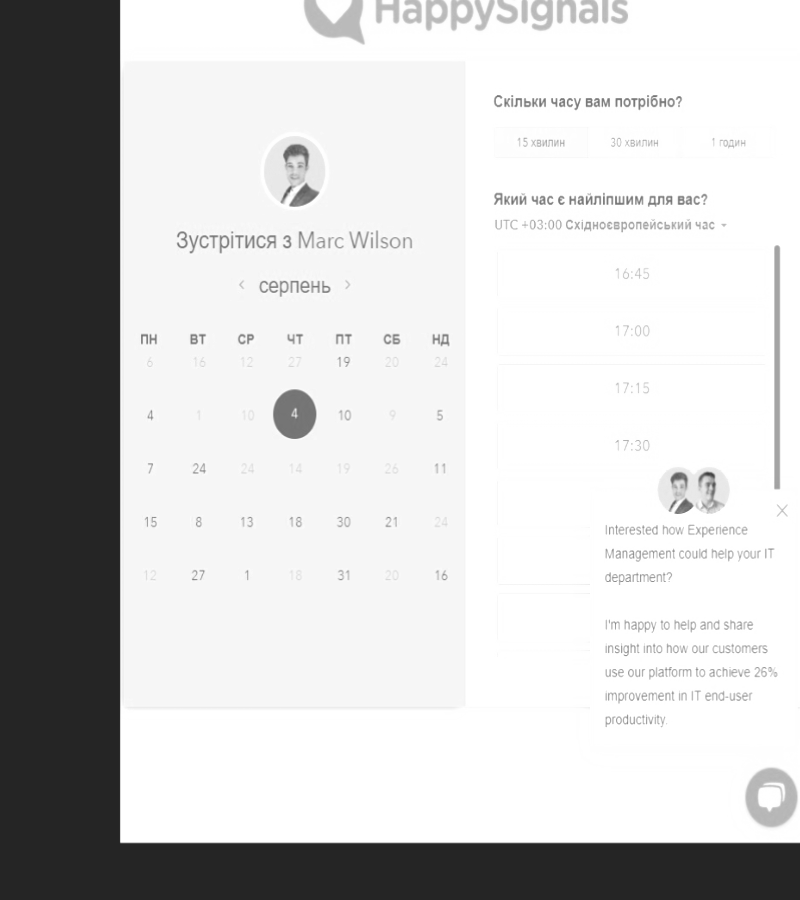 HappySignals
Зустрітися з Marc Wilson
серпень
ПН ВТ СР ЧТ ПТ СБ НД
6 16 12 27 19 20 24
4 1 10 4 10 9 5
7 24 24 14 19 26 11
15 8 13 18 30 21 24
12 27 1 18 31 20 16
Скільки часу вам потрібно?
15 хвилин 30 хвилин 1 годин
Який час є найліпшим для вас?
UTC +03:00 Східноєвропейський час
16:45
17:00
17:15
17:30
Interested how Experience
Management could help your IT
department?
I'm happy to help and share
insight into how our customers
use our platform to achieve 26%
improvement in IT end-user
productivity.